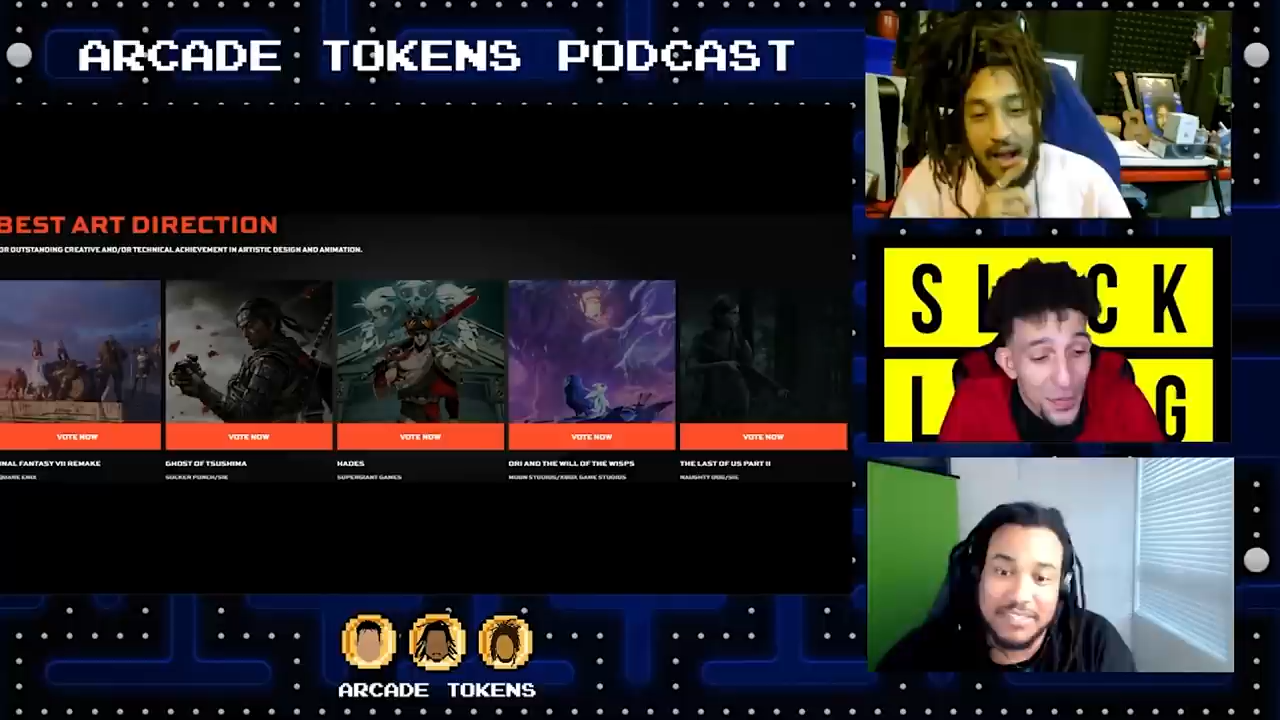 ARCADE TOKENS PODCAST
BEST ART DIRECTION
OR OUTSTANDING CREATIVE AND/OR TECHNICAL ACHIEVEMENT IN ARTISTIC DESIGN AND ANIMATION.
VOTE NOW
VOTE NOW
VOTE NOW
VOTE NOW
VOTE NOW
NAL FANTASY VII REMAKE
GHOST OF TSUSHIMA
HADES
ORI AND THE WILL OF THE WISPS
THE LAST OF US PART II
QUARE ENIX
SUCKER PUNCH/SIE
SUPERGIANT GAMES
MOON STUDIOS/XBOX GAME STUDIOS
NAUGHTY DOG/SIE
S L CK
L G
ARCADE TOKENS